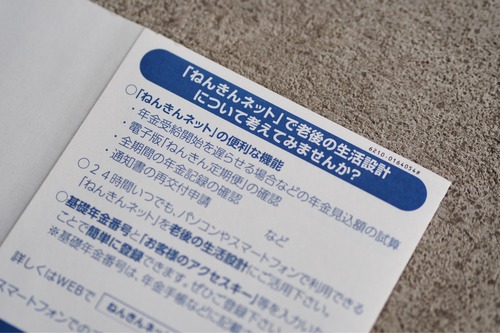 6210-0164054#
「ねんきんネット」で老後の生活設計
について考えてみませんか?
○「ねんきんネット」の便利な機能
・年金受給開始を遅らせる場合などの年金見込額の試算
・電子版「ねんきん定期便」の確認
・全期間の年金記録の確認
・通知書の再交付申請 など
○24時間いつでも、パソコンやスマートフォンで利用できる
「ねんきんネット」を老後の生活設計にご活用下さい。
○基礎年金番号と「お客様のアクセスキー」等を入力い
ことで簡単に登録できます。ぜひご登録下さい。
※基礎年金番号は、年金手帳などに記載
詳しくはWEBで ねんきんネ
スマートフォンでの